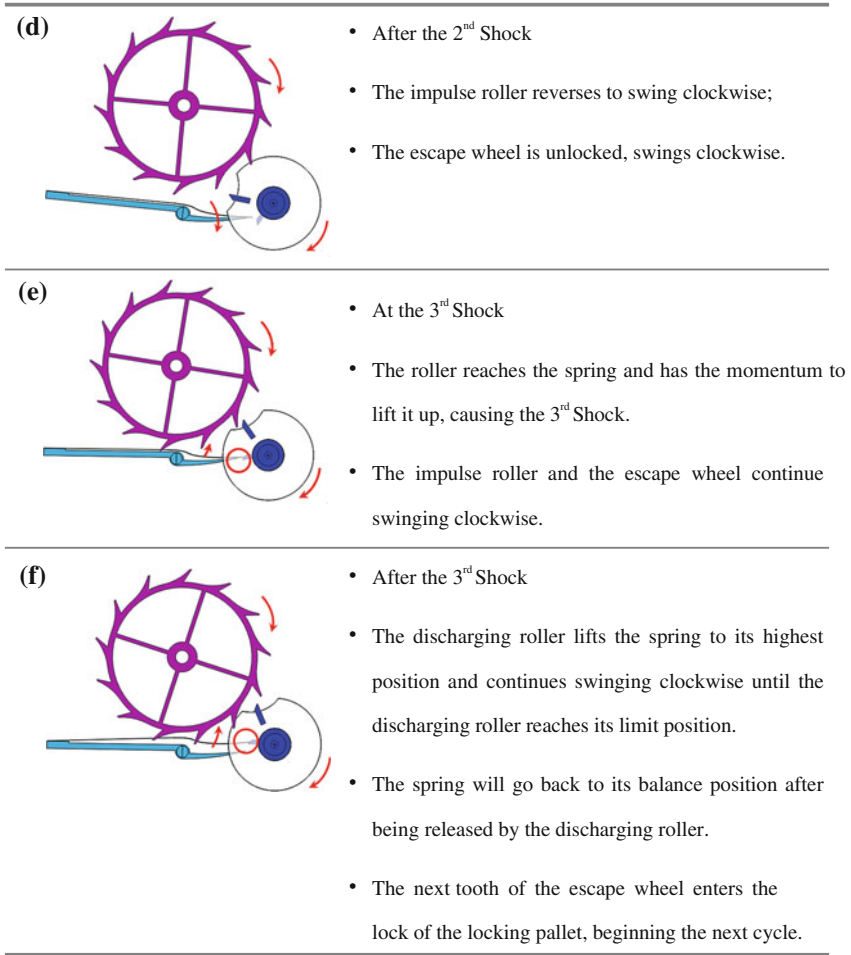 (d)
• After the 2nd Shock
• The impulse roller reverses to swing clockwise;
• The escape wheel is unlocked, swings clockwise.
(e)
• At the 3rd Shock
• The roller reaches the spring and has the momentum to
lift it up, causing the 3rd Shock.
• The impulse roller and the escape wheel continue
swinging clockwise.
(f)
• After the 3rd Shock
• The discharging roller lifts the spring to its highest
position and continues swinging clockwise until the
discharging roller reaches its limit position.
• The spring will go back to its balance position after
being released by the discharging roller.
• The next tooth of the escape wheel enters the
lock of the locking pallet, beginning the next cycle.